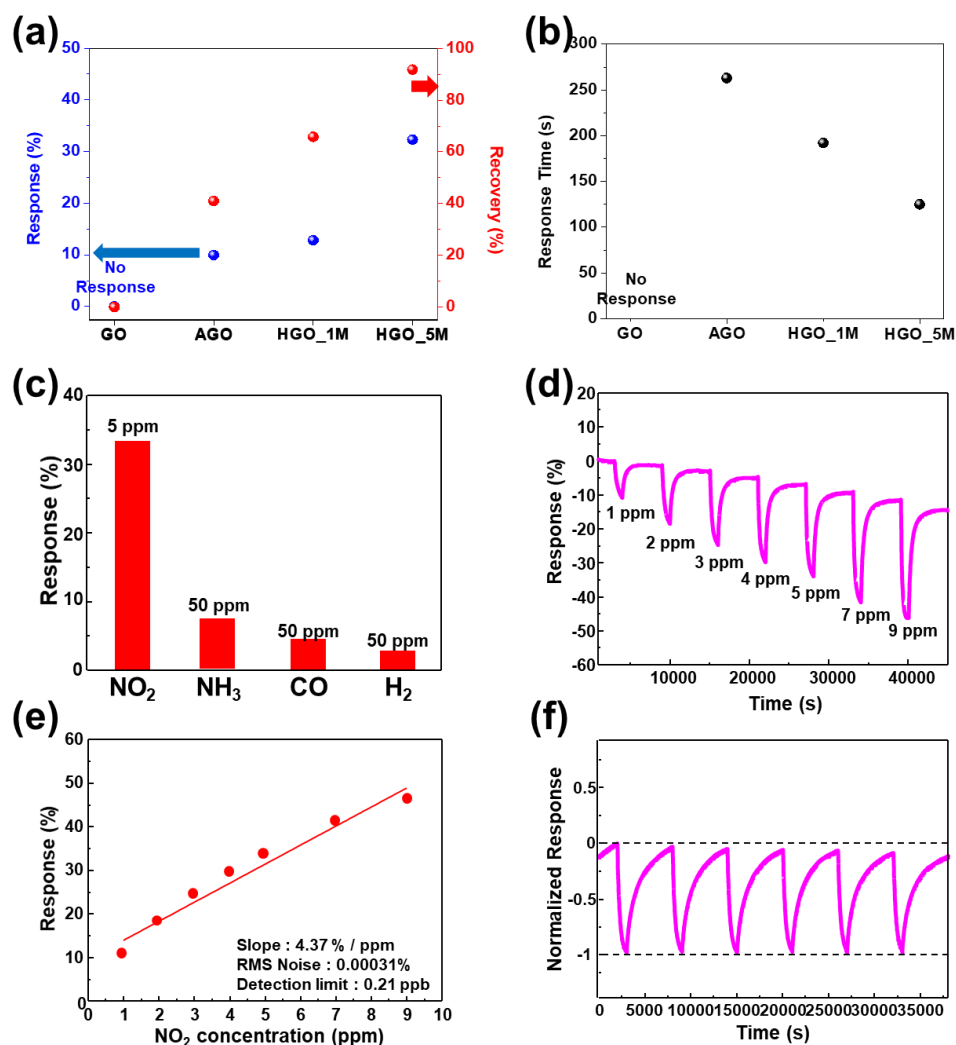 (a)
50
40
30
20
10
0
Response (%)
100
80
60
40
20
0
Recovery (%)
No
Response
GO
AGO
HGO_1M
HGO_5M
(b)
300
250
200
150
100
50
0
Response Time (s)
No
Response
GO
AGO
HGO_1M
HGO_5M
(c)
40
30
20
10
0
Response (%)
5 ppm
50 ppm
50 ppm
50 ppm
NO₂
NH₃
CO
H₂
(d)
20
10
0
-10
-20
-30
-40
-50
-60
Response (%)
1 ppm
2 ppm
3 ppm
4 ppm
5 ppm
7 ppm
9 ppm
10000 20000 30000 40000
Time (s)
(e)
60
50
40
30
20
10
0
Response (%)
Slope : 4.37 % / ppm
RMS Noise : 0.00031%
Detection limit : 0.21 ppb
0 1 2 3 4 5 6 7 8 9 10
NO₂ concentration (ppm)
(f)
0
-0.5
-1
Normalized Response
0 5000 10000 15000 20000 25000 30000 35000
Time (s)